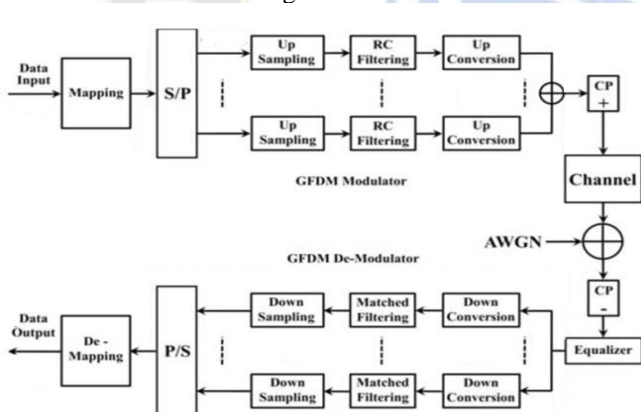 Data
Input
Mapping
S/P
Up
Sampling
RC
Filtering
Up
Conversion
CP
+
Up
Sampling
RC
Filtering
Up
Conversion
GFDM Modulator
Channel
AWGN
GFDM De-Modulator
CP
-
Equalizer
Down
Sampling
Matched
Filtering
Down
Conversion
Data
Output
De -
Mapping
P/S
Down
Sampling
Matched
Filtering
Down
Conversion